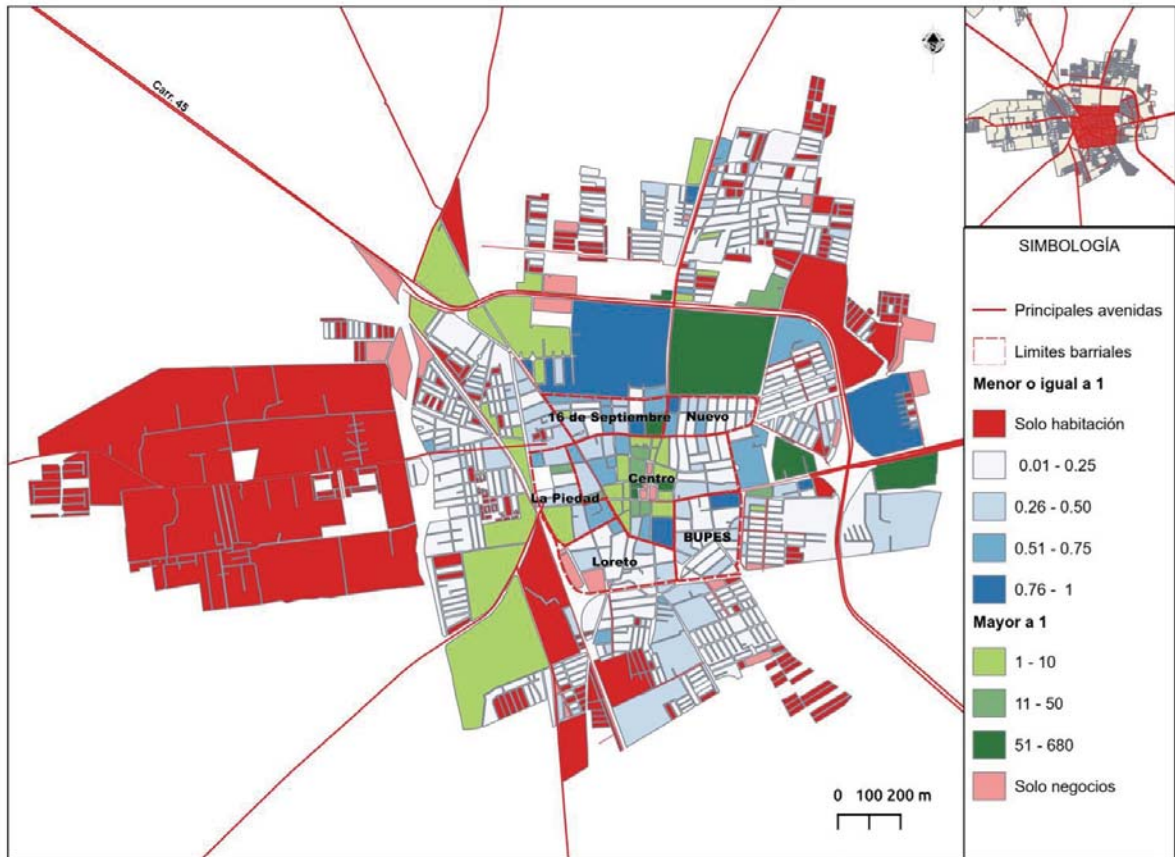 Carr. 45
16 de Septiembre
Nuevo
Centro
La Piedad
BUPES
Loreto
0 100 200 m
SIMBOLOGÍA
Principales avenidas
Limites barriales
Menor o igual a 1
Solo habitación
0.01 - 0.25
0.26 - 0.50
0.51 - 0.75
0.76 - 1
Mayor a 1
1 - 10
11 - 50
51 - 680
Solo negocios